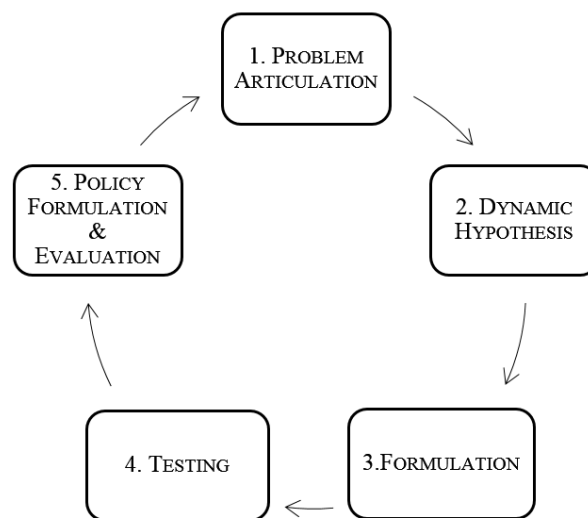 1. PROBLEM
ARTICULATION
2. DYNAMIC
HYPOTHESIS
3.FORMULATION
4. TESTING
5. POLICY
FORMULATION
&
EVALUATION